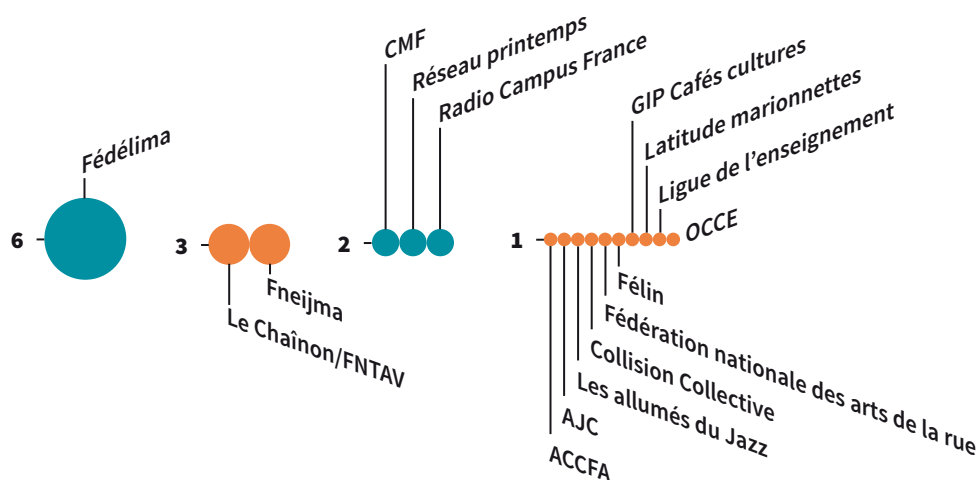 6
Fédélima
3
Le Chaînon/FNTAV
Fneijma
2
CMF
Réseau printemps
Radio Campus France
1
GIP Cafés cultures
Latitude marionnettes
Ligue de l'enseignement
OCCE
Félin
Fédération nationale des arts de la rue
Collision Collective
Les allumés du Jazz
AJC
ACCFA